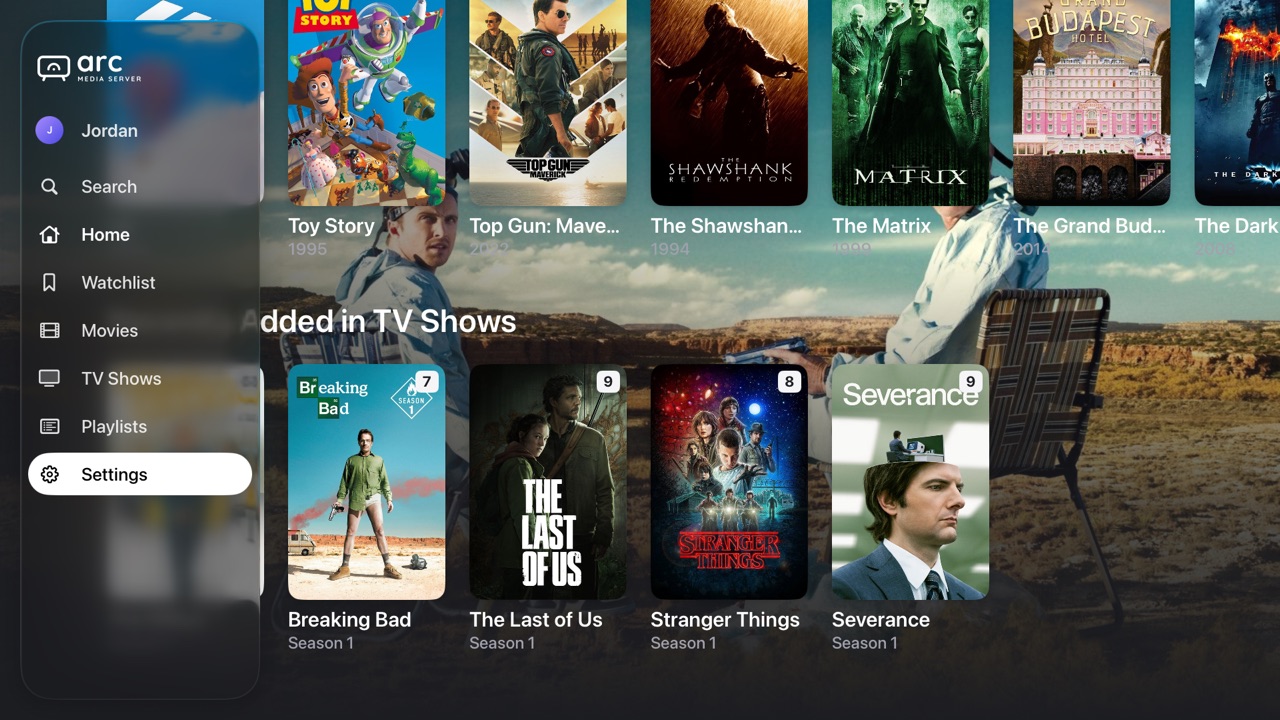 arc
MEDIA SERVER
J
Jordan
Search
Home
Watchlist
Movies
TV Shows
Playlists
Settings
TOY
STORY
TOP GUN
MAVERICK
THE
SHAWSHANK
REDEMPTION
MATRIX
GRAND
BUDAPEST
HOTEL
THE DARK
Toy Story
1995
Top Gun: Mave...
2022
The Shawshan...
1994
The Matrix
1999
The Grand Bud...
2014
The Dark
Added in TV Shows
Breaking
Bad
SEASON
1
7
THE
LAST
OF US
9
STRANGER
THINGS
8
Severance
9
Breaking Bad
Season 1
The Last of Us
Season 1
Stranger Things
Season 1
Severance
Season 1